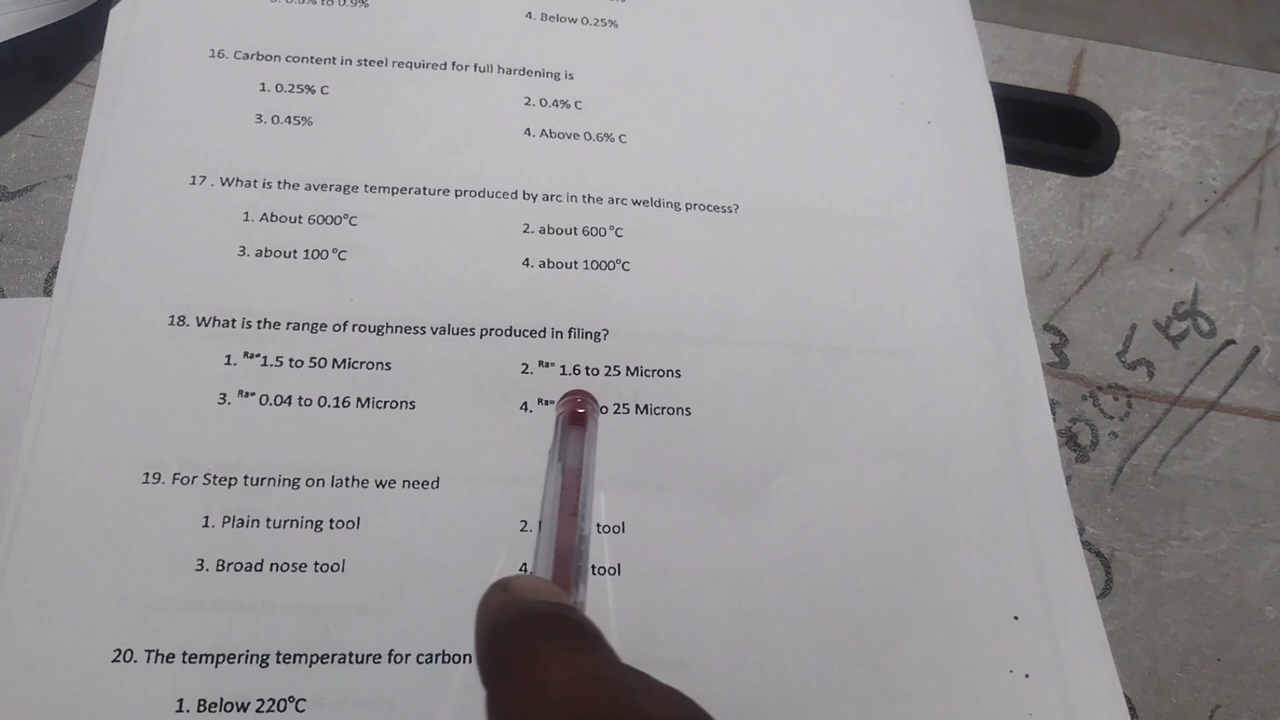 4. Below 0.25%
16. Carbon content in steel required for full hardening is
1. 0.25% C 2. 0.4% C
3. 0.45% 4. Above 0.6% C
17 . What is the average temperature produced by arc in the arc welding process?
1. About 6000°C 2. about 600°C
3. about 100°C 4. about 1000°C
18. What is the range of roughness values produced in filing?
1. Ra= 1.5 to 50 Microns 2. Ra= 1.6 to 25 Microns
3. Ra= 0.04 to 0.16 Microns 4. Ra= o 25 Microns
19. For Step turning on lathe we need
1. Plain turning tool 2. tool
3. Broad nose tool 4. tool
20. The tempering temperature for carbon
1. Below 220°C